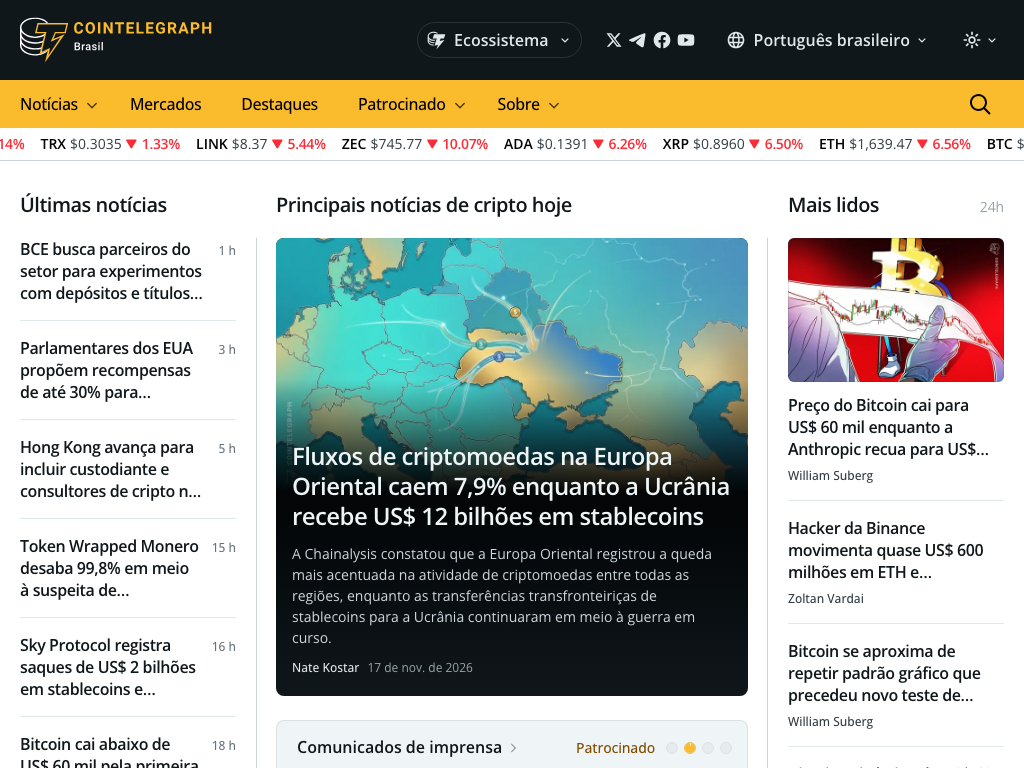 COINTELEGRAPH
Brasil
Ecossistema
Português brasileiro
Notícias
Mercados
Destaques
Patrocinado
Sobre
14% TRX $0.3035 ▼ 1.33% LINK $8.37 ▼ 5.44% ZEC $745.77 ▼ 10.07% ADA $0.1391 ▼ 6.26% XRP $0.8960 ▼ 6.50% ETH $1,639.47 ▼ 6.56% BTC $
Últimas notícias
BCE busca parceiros do
setor para experimentos
com depósitos e títulos...
1 h
Parlamentares dos EUA
propõem recompensas
de até 30% para...
3 h
Hong Kong avança para
incluir custodiante e
consultores de cripto n...
5 h
Token Wrapped Monero
desaba 99,8% em meio
à suspeita de...
15 h
Sky Protocol registra
saques de US$ 2 bilhões
em stablecoins e...
16 h
Bitcoin cai abaixo de
US$ 60 mil pela primeira
18 h
Principais notícias de cripto hoje
Fluxos de criptomoedas na Europa
Oriental caem 7,9% enquanto a Ucrânia
recebe US$ 12 bilhões em stablecoins
A Chainalysis constatou que a Europa Oriental registrou a queda
mais acentuada na atividade de criptomoedas entre todas as
regiões, enquanto as transferências transfronteiriças de
stablecoins para a Ucrânia continuaram em meio à guerra em
curso.
Nate Kostar 17 de nov. de 2026
Comunicados de imprensa
Patrocinado
Mais lidos
24h
Preço do Bitcoin cai para
US$ 60 mil enquanto a
Anthropic recua para US$...
William Suberg
Hacker da Binance
movimenta quase US$ 600
milhões em ETH e...
Zoltan Vardai
Bitcoin se aproxima de
repetir padrão gráfico que
precedeu novo teste de...
William Suberg